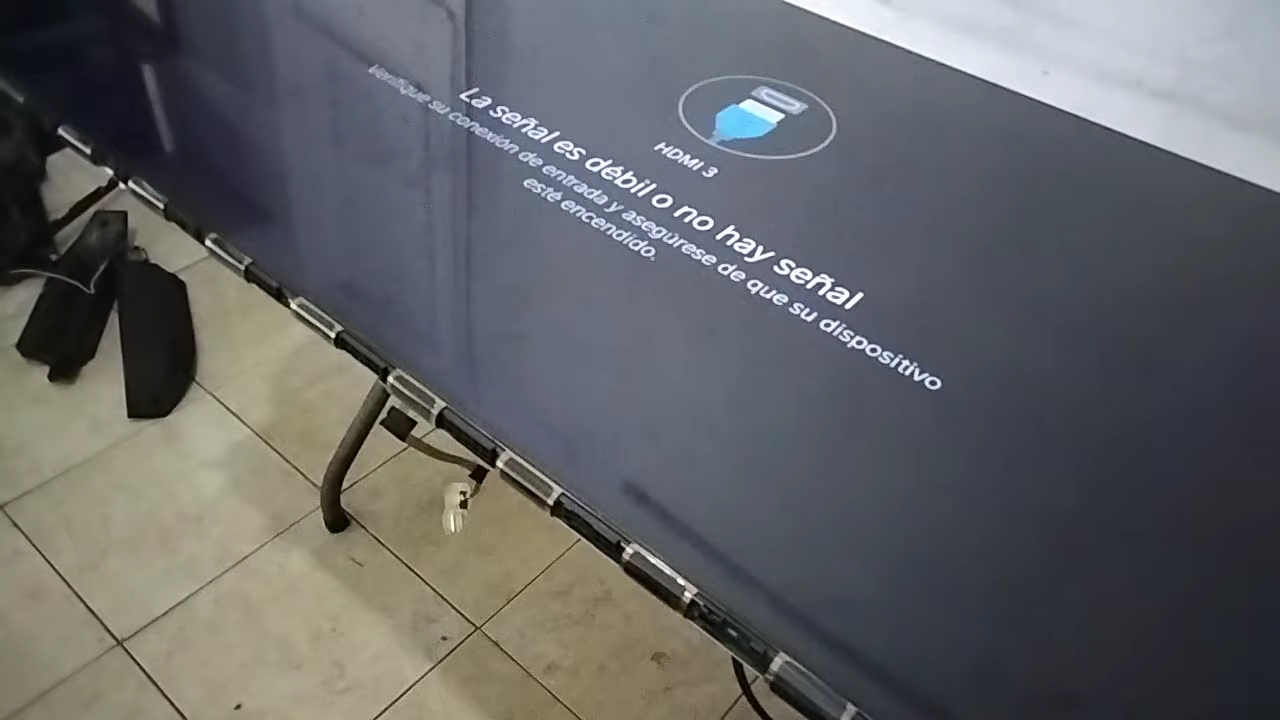 HDMI 3
La señal es débil o no hay señal
Verifique su conexión de entrada y asegúrese de que su dispositivo
esté encendido.